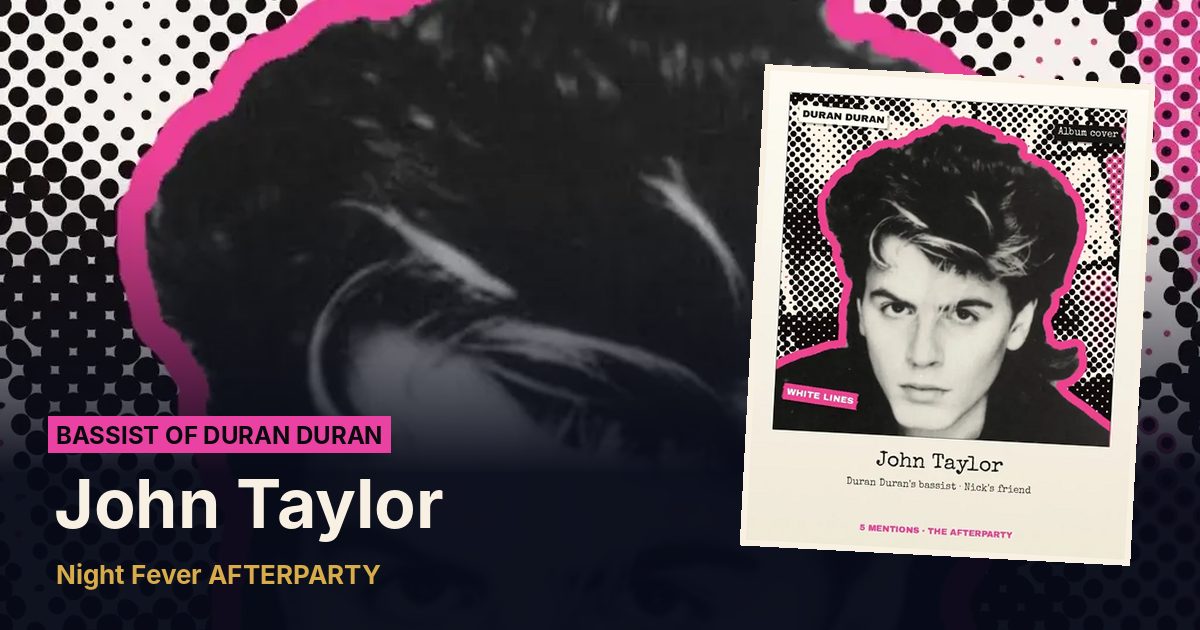 BASSIST OF DURAN DURAN
John Taylor
Night Fever AFTERPARTY
DURAN DURAN
Album cover
WHITE LINES
John Taylor
Duran Duran's bassist · Nick's friend
5 MENTIONS · THE AFTERPARTY